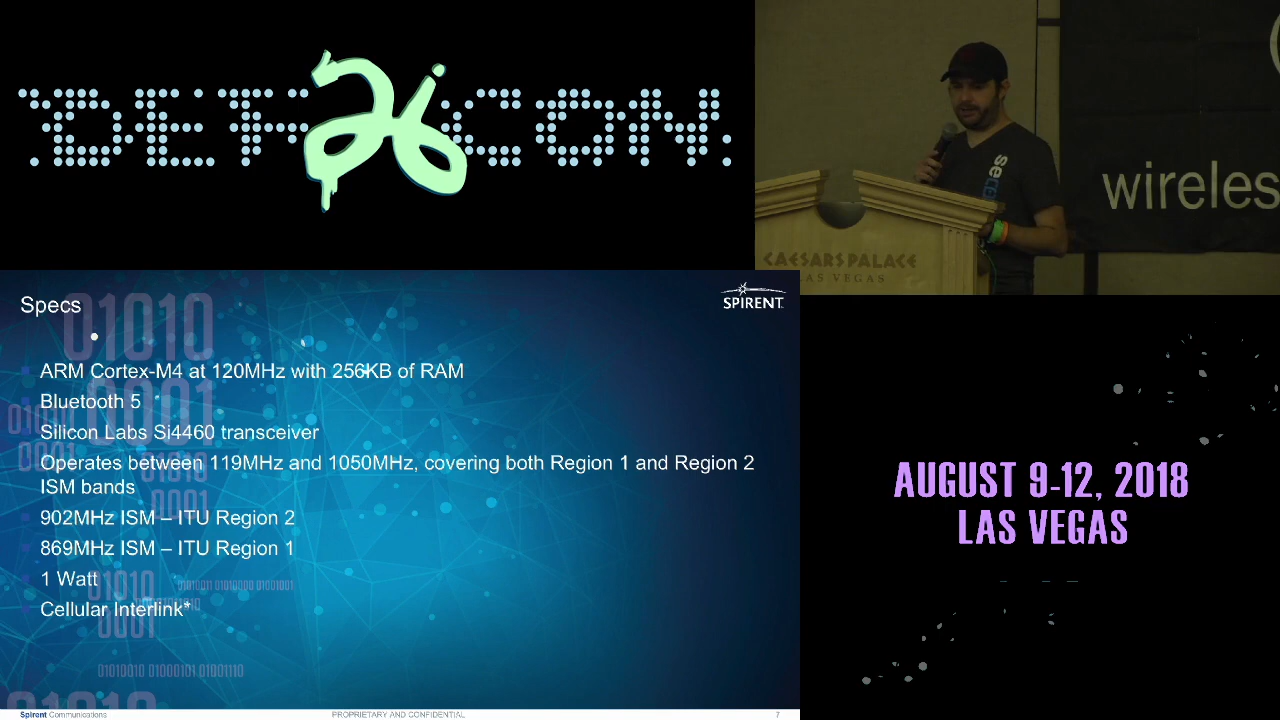 DEF 26 CON
wireles
CAESARS PALACE
LAS VEGAS
SPIRENT
Specs
ARM Cortex-M4 at 120MHz with 256KB of RAM
Bluetooth 5
Silicon Labs Si4460 transceiver
Operates between 119MHz and 1050MHz, covering both Region 1 and Region 2
ISM bands
902MHz ISM – ITU Region 2
869MHz ISM – ITU Region 1
1 Watt
Cellular Interlink*
Spirent Communications
PROPRIETARY AND CONFIDENTIAL
7
AUGUST 9-12, 2018
LAS VEGAS